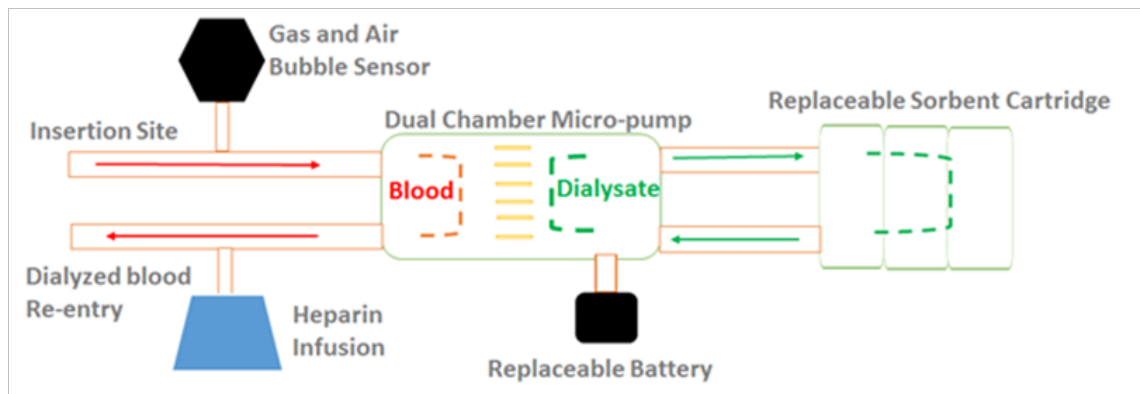 Gas and Air
Bubble Sensor
Replaceable Sorbent Cartridge
Dual Chamber Micro-pump
Insertion Site
Blood
Dialysate
Dialyzed blood
Re-entry
Heparin
Infusion
Replaceable Battery